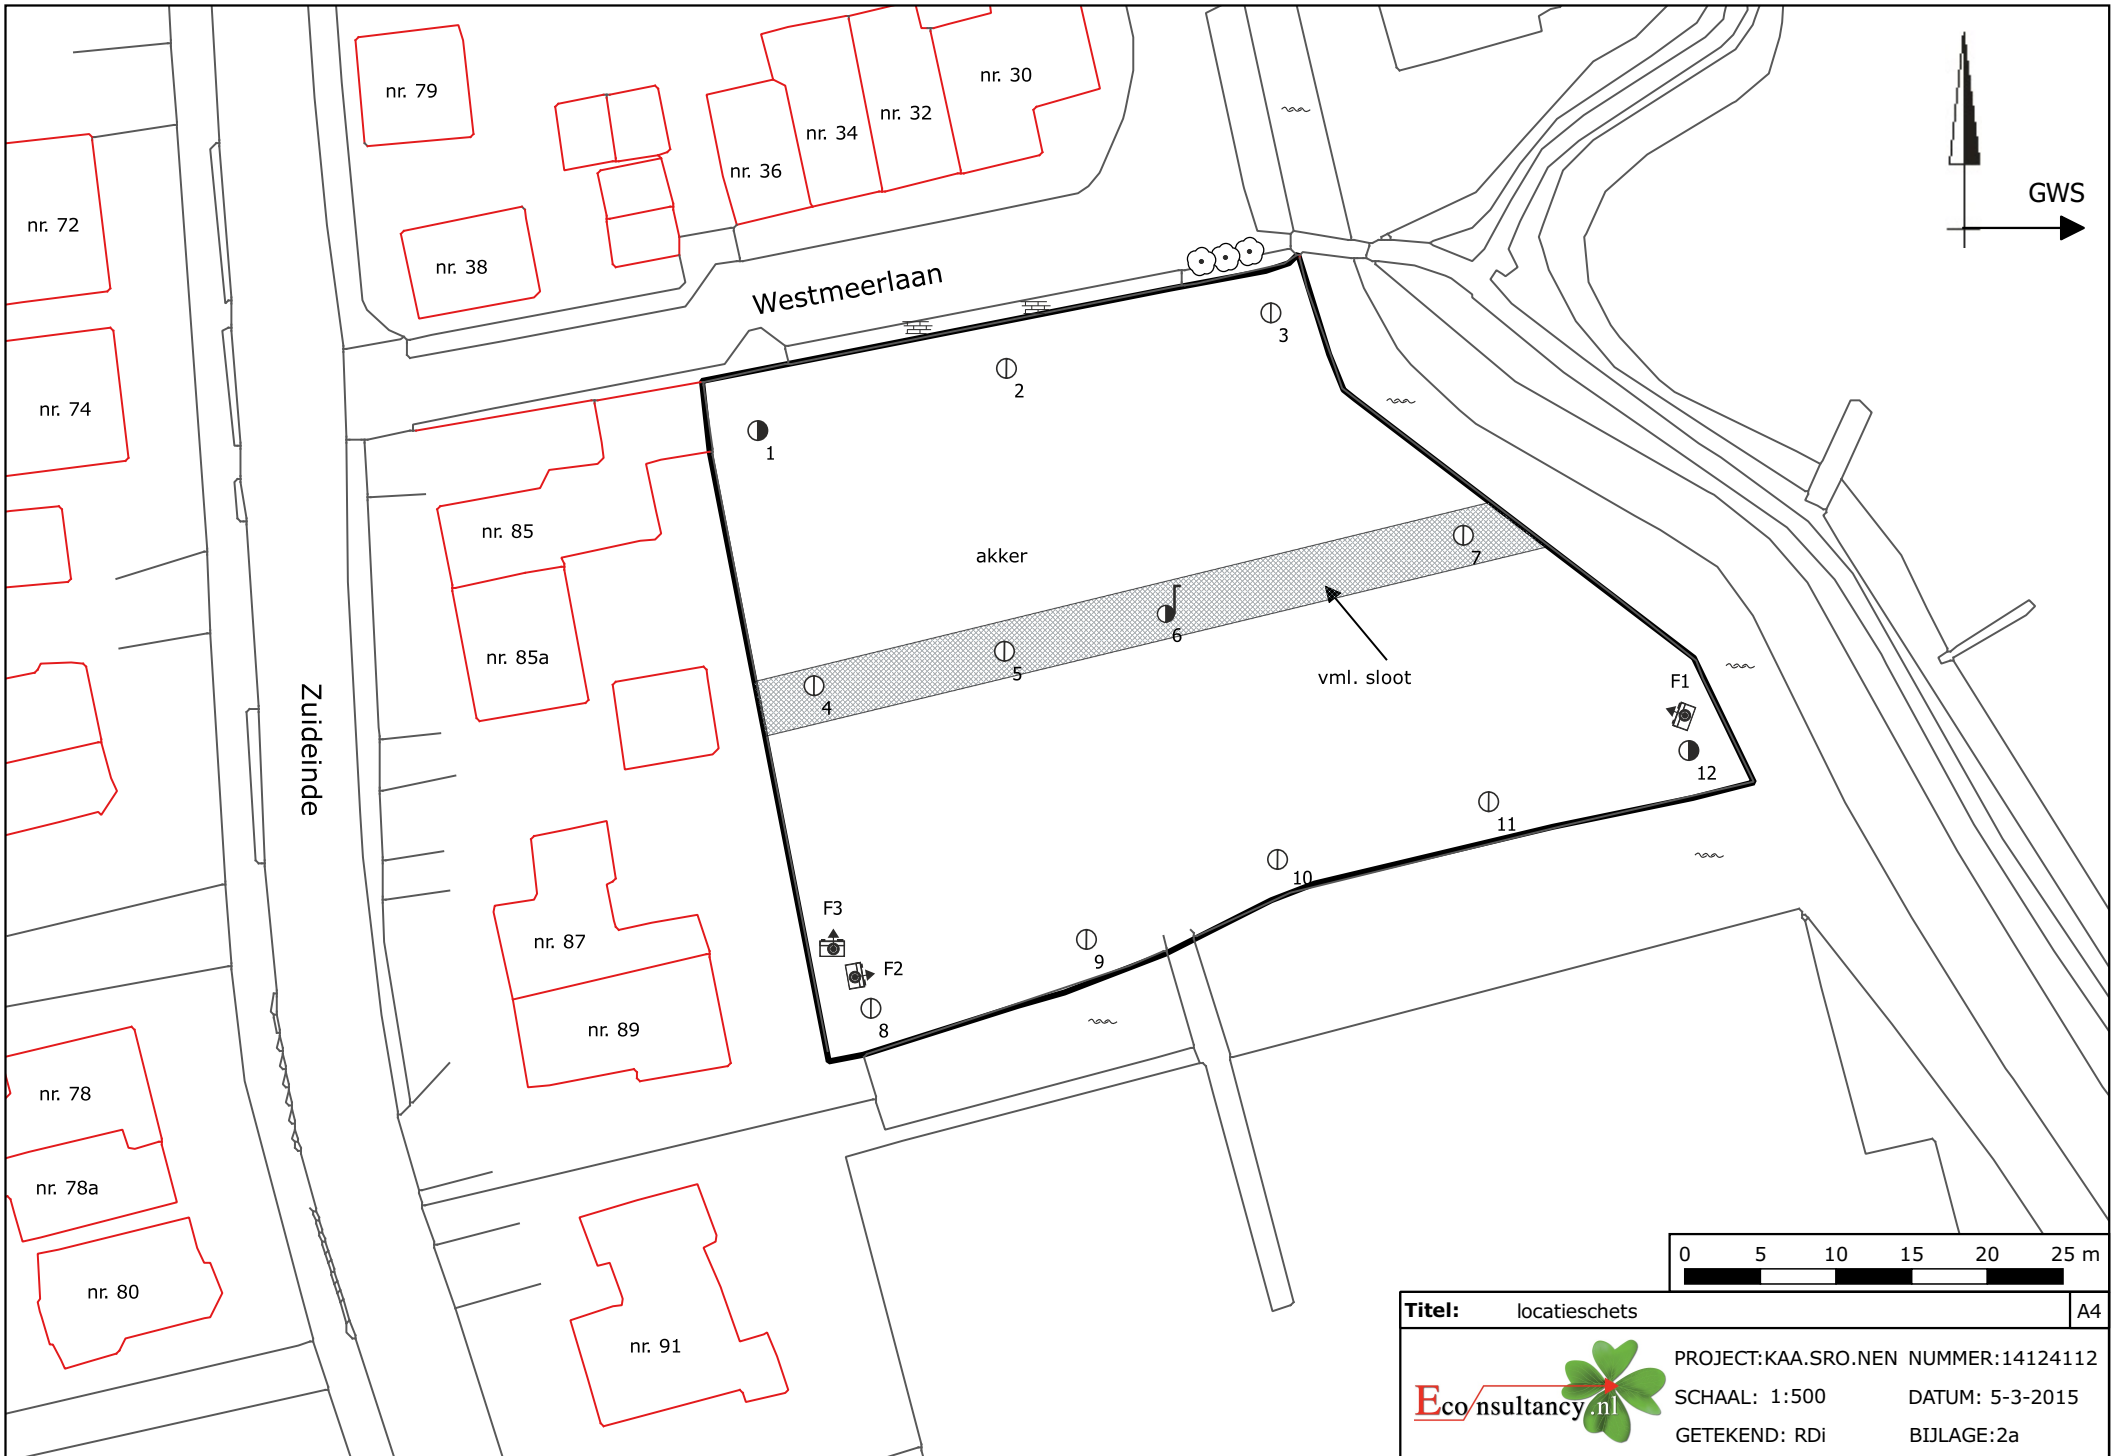 nr. 79
nr. 30
nr. 32
nr. 34
nr. 36
GWS
nr. 72
nr. 38
Westmeerlaan
3
2
nr. 74
1
nr. 85
akker
7
6
nr. 85a
5
4
vml. sloot
F1
Zuideinde
12
11
10
F3
nr. 87
9
F2
8
nr. 89
nr. 78
nr. 78a
nr. 80
nr. 91
0 5 10 15 20 25 m
Titel: locatieschets A4
Econsultancy.nl
PROJECT:KAA.SRO.NEN NUMMER:14124112
SCHAAL: 1:500 DATUM: 5-3-2015
GETEKEND: RDi BIJLAGE:2a